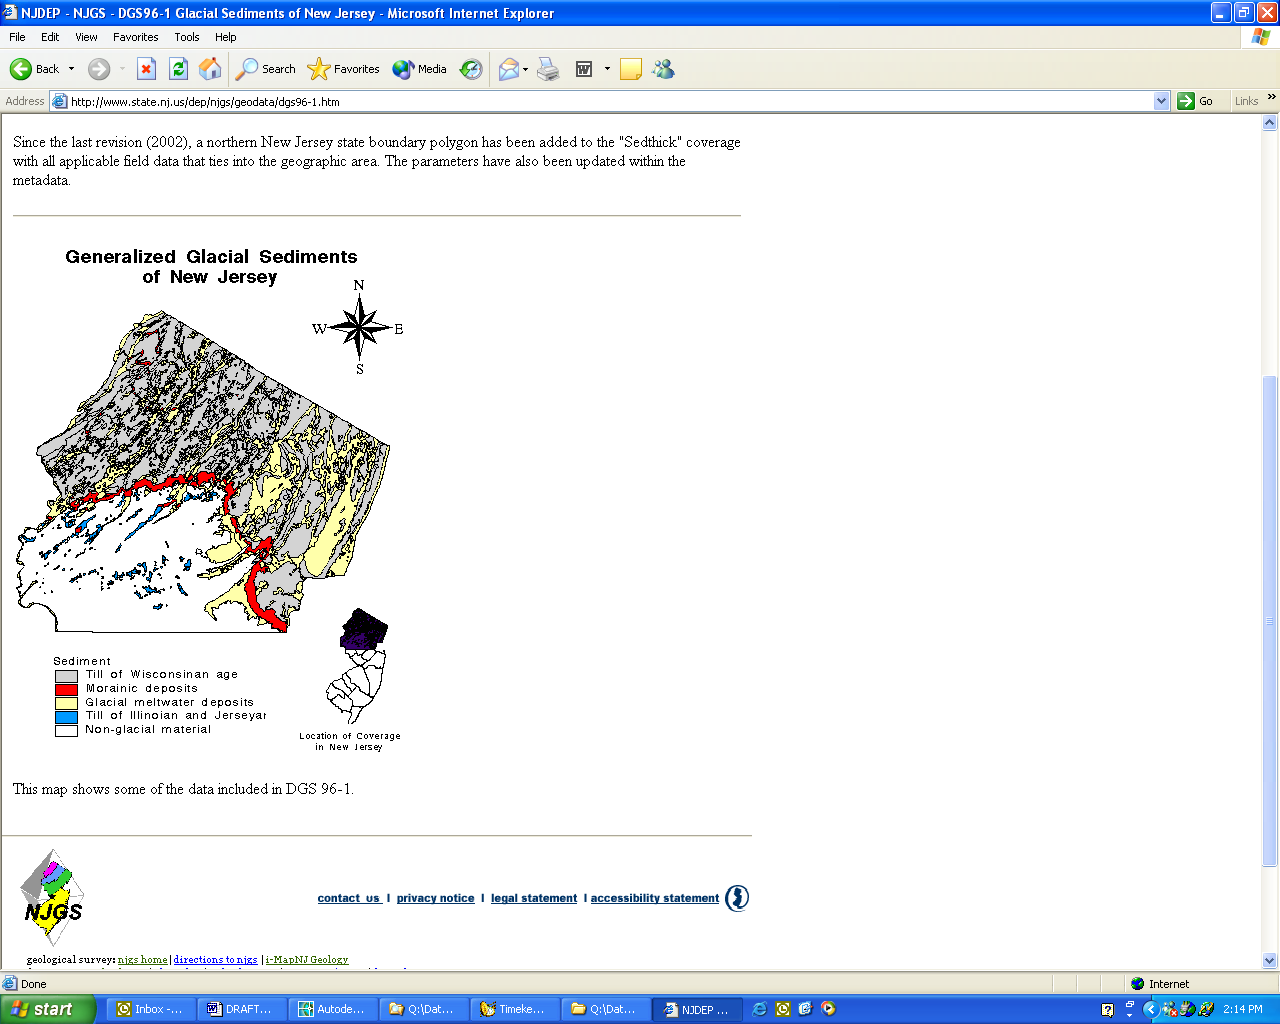 NJDEP - NJGS - DGS96-1 Glacial Sediments of New Jersey - Microsoft Internet Explorer
File Edit View Favorites Tools Help
Back Search Favorites Media
Address http://www.state.nj.us/dep/njgs/geodata/dgs96-1.htm Go Links »
Since the last revision (2002), a northern New Jersey state boundary polygon has been added to the "Sedthick" coverage
with all applicable field data that ties into the geographic area. The parameters have also been updated within the
metadata.
Generalized Glacial Sediments
of New Jersey
N
W E
S
Sediment
Till of Wisconsinan age
Morainic deposits
Glacial meltwater deposits
Till of Illinoian and Jerseyar
Non-glacial material
Location of Coverage
in New Jersey
This map shows some of the data included in DGS 96-1.
NJGS
contact us | privacy notice | legal statement | accessibility statement
geological survey: njgs home | directions to njgs | i-MapNJ Geology
Done Internet
start Inbox -... DRAFT... Autode... Q:\Dat... Timeke... Q:\Dat... NJDEP ... 2:14 PM